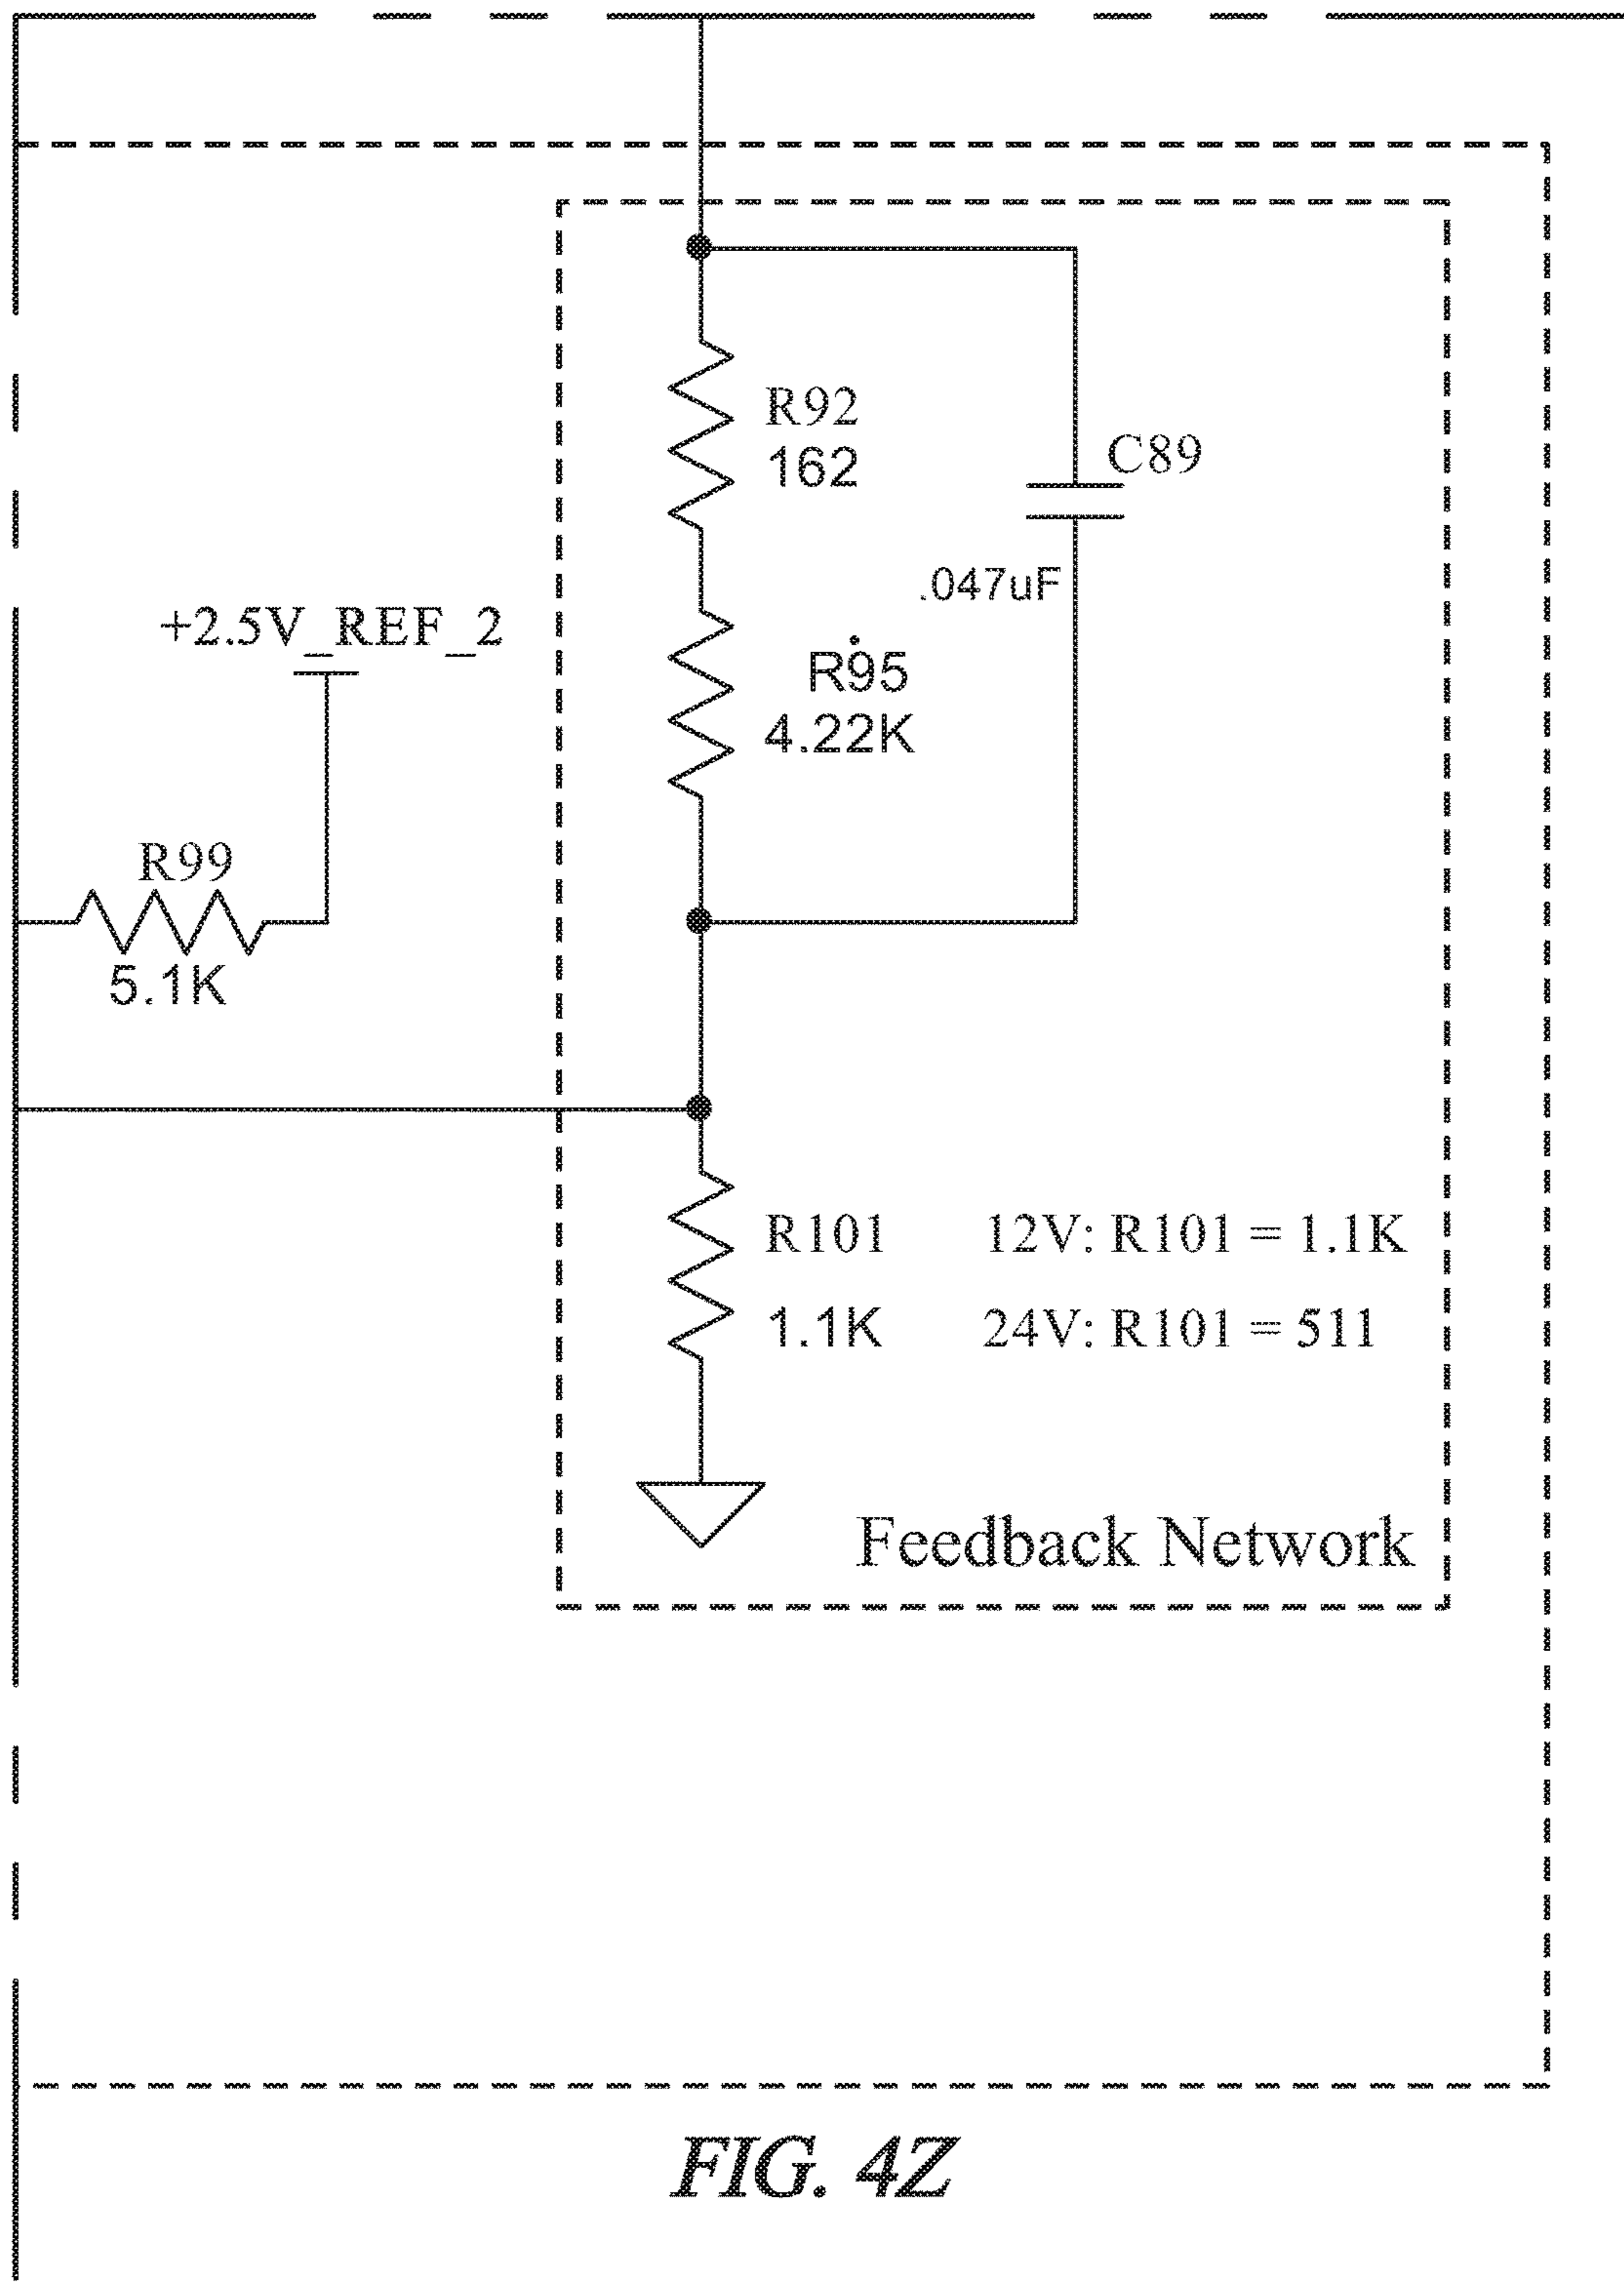 R92
162
C89
.047uF
+2.5V_REF_2
R95
4.22K
R99
5.1K
R101 12V: R101 = 1.1K
1.1K 24V: R101 = 511
Feedback Network
FIG. 4Z